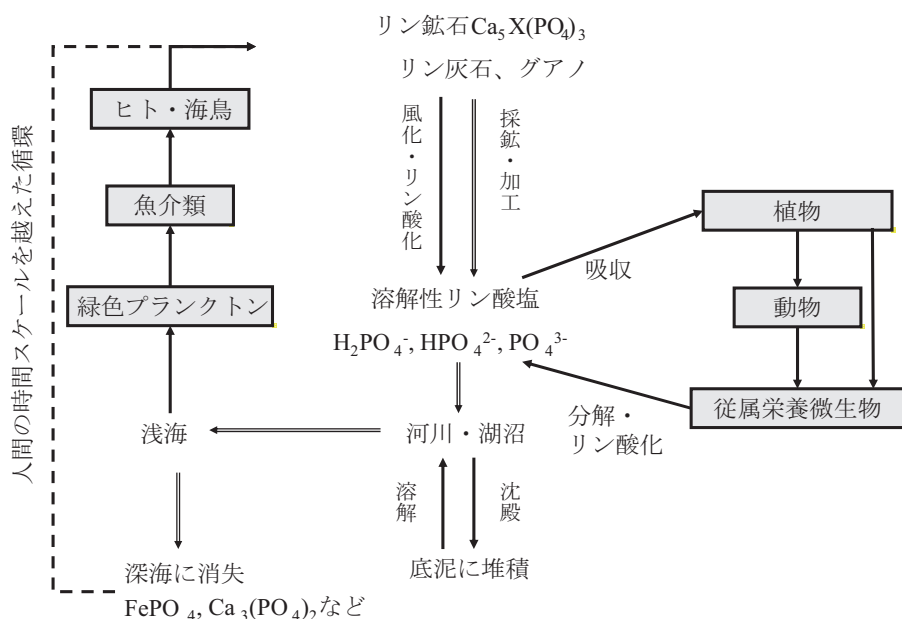 リン鉱石Ca₅X(PO₄)₃
リン灰石、グアノ
風化・リン酸化
採鉱・加工
ヒト・海鳥
魚介類
緑色プランクトン
人間の時間スケールを越えた循環
溶解性リン酸塩
H₂PO₄⁻, HPO₄²⁻, PO₄³⁻
吸収
植物
動物
従属栄養微生物
分解・
リン酸化
浅海
河川・湖沼
溶解
沈殿
深海に消失
FePO₄, Ca₃(PO₄)₂など
底泥に堆積